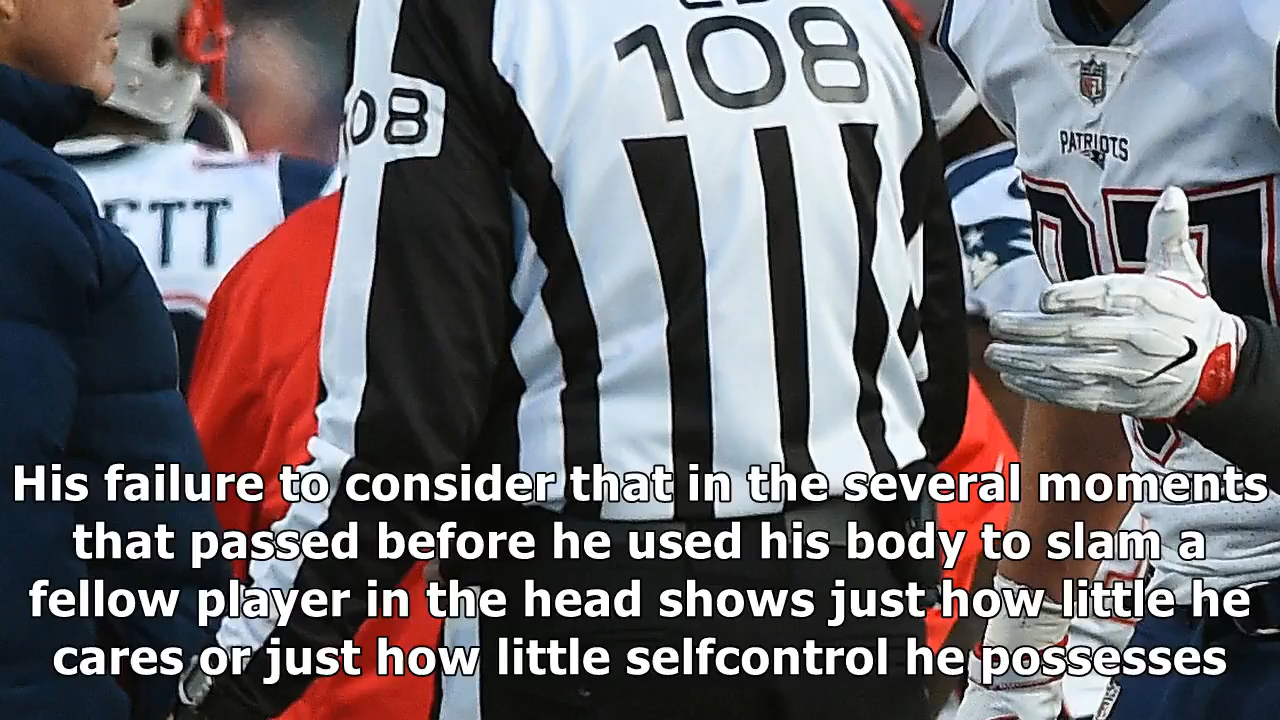 108
08
NFL
PATRIOTS
ETT
His failure to consider that in the several moments
that passed before he used his body to slam a
fellow player in the head shows just how little he
cares or just how little selfcontrol he possesses